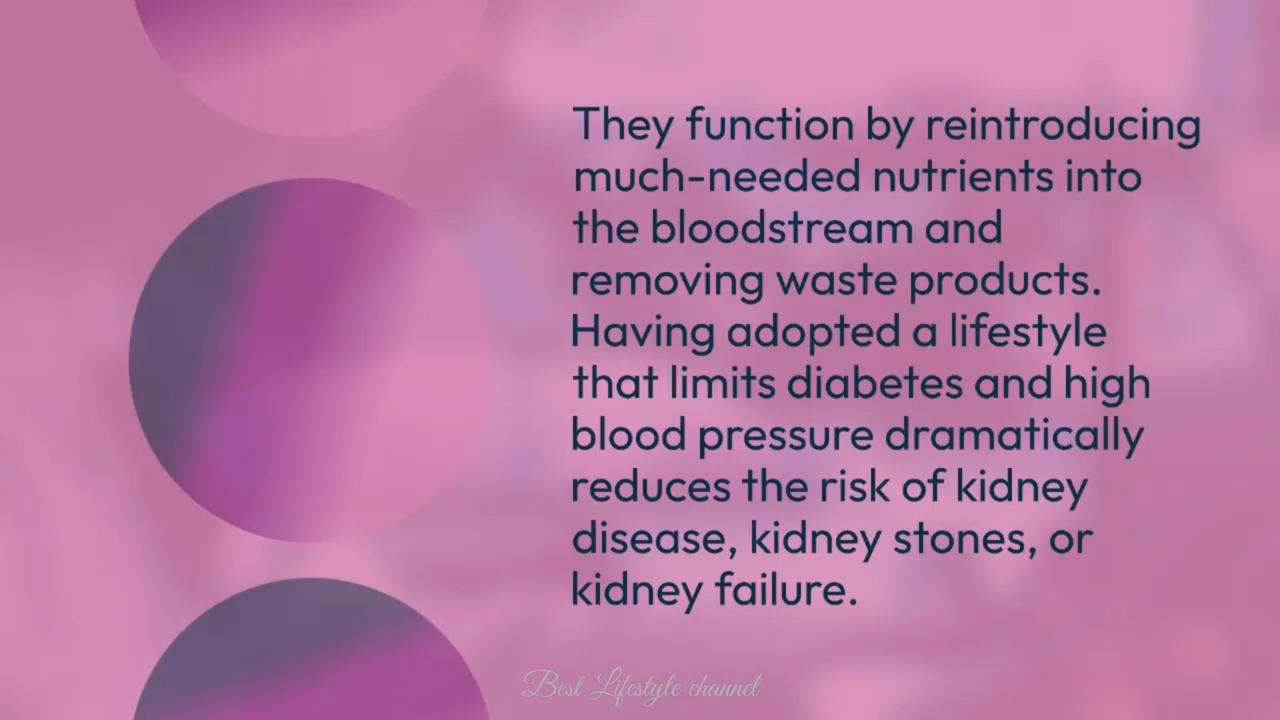 They function by reintroducing
much-needed nutrients into
the bloodstream and
removing waste products.
Having adopted a lifestyle
that limits diabetes and high
blood pressure dramatically
reduces the risk of kidney
disease, kidney stones, or
kidney failure.
Best Lifestyle channel